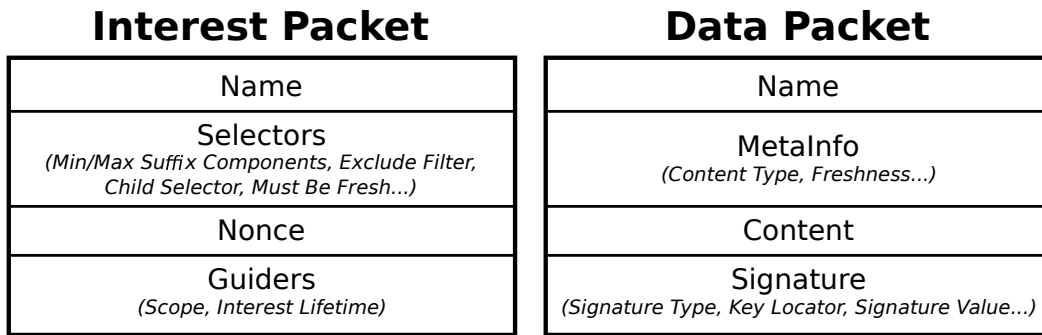 Interest Packet
Name
Selectors
(Min/Max Suffix Components, Exclude Filter,
Child Selector, Must Be Fresh...)
Nonce
Guiders
(Scope, Interest Lifetime)
Data Packet
Name
MetaInfo
(Content Type, Freshness...)
Content
Signature
(Signature Type, Key Locator, Signature Value...)